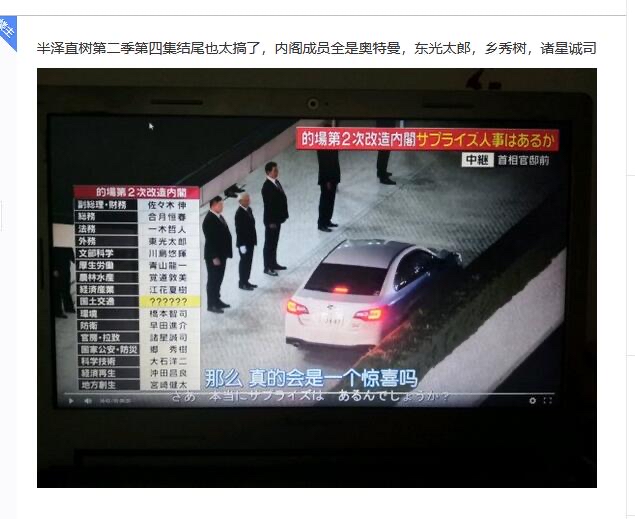 楼主
半泽直树第二季第四集结尾也太搞了，内阁成员全是奥特曼，东光太郎，乡秀树，诸星诚司
的場第2次改造内閣サプライズ人事はあるか
中継 首相官邸前
的場第2次改造内閣
副総理・財務 佐々木 伸
総務 合月恒春
法務 一木哲人
外務 東光太郎
文部科学 川島悠輝
厚生労働 青山龍一
農林水産 覚道敦美
経済産業 江花夏樹
国土交通 ??????
環境 橋本智司
防衛 早田進介
官房・拉致 諸星誠司
国家公安・防災 郷 秀樹
科学技術 大石洋二
経済再生 沖田昌良
地方創生 宮崎健太
那么 真的会是一个惊喜吗
さあ 本当にサプライズは あるんでしょうか?